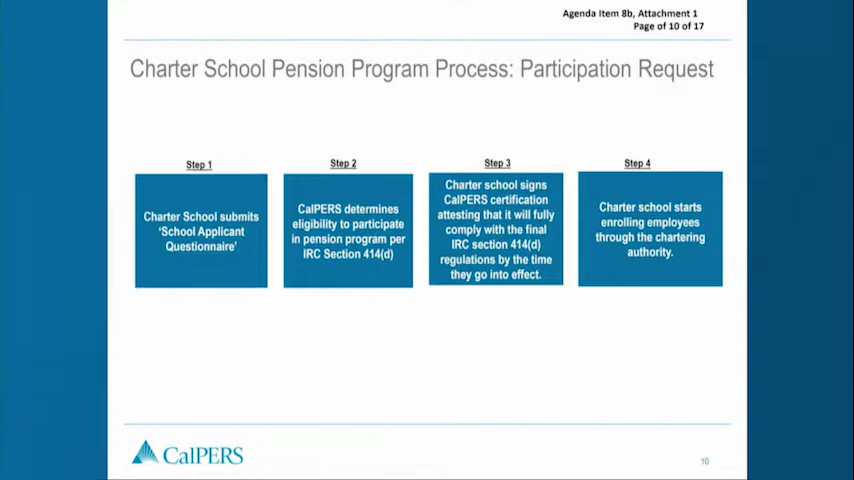 Agenda Item 8b, Attachment 1
Page of 10 of 17
Charter School Pension Program Process: Participation Request
Step 1
Charter School submits
‘School Applicant
Questionnaire’
Step 2
CalPERS determines
eligibility to participate
in pension program per
IRC Section 414(d)
Step 3
Charter school signs
CalPERS certification
attesting that it will fully
comply with the final
IRC section 414(d)
regulations by the time
they go into effect.
Step 4
Charter school starts
enrolling employees
through the chartering
authority.
CalPERS
10